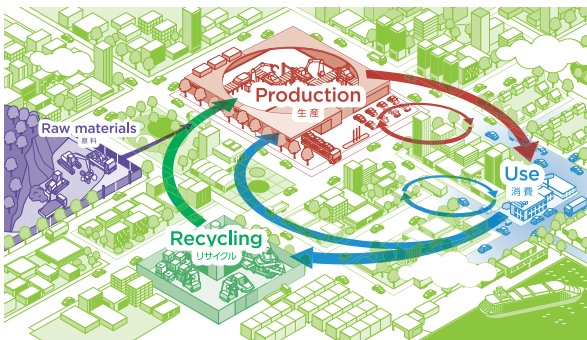 Production
生産
Raw materials
原料
Use
消費
Recycling
リサイクル